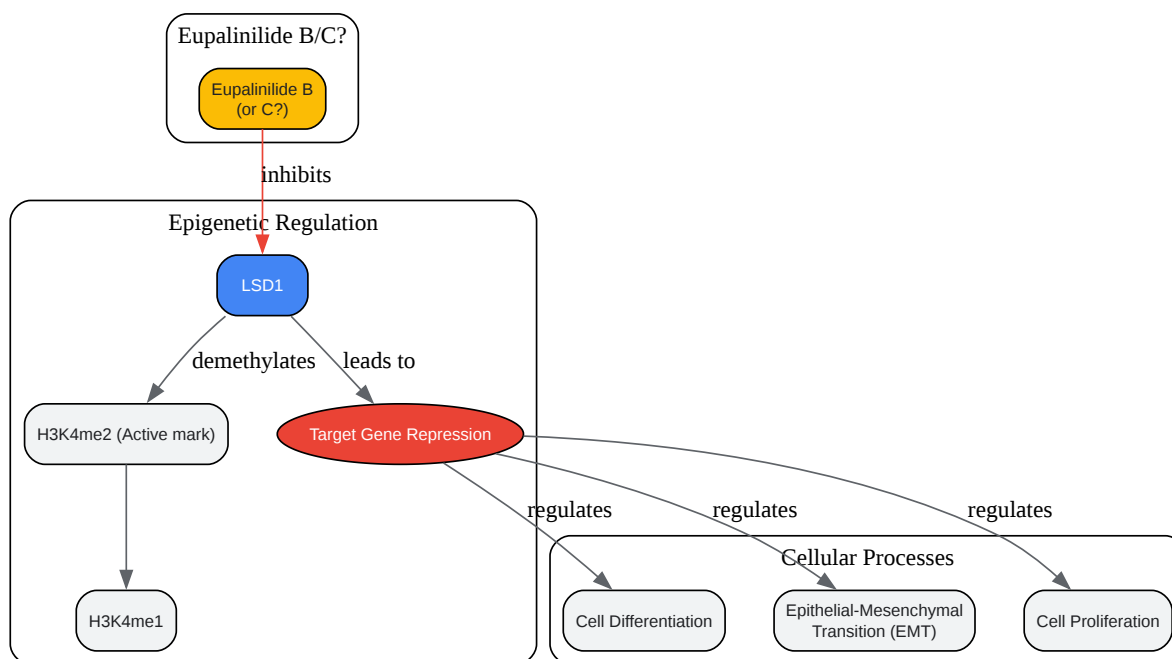 Eupalinilide B/C?
Eupalinilide B
(or C?)
inhibits
Epigenetic Regulation
LSD1
demethylates
leads to
H3K4me2 (Active mark)
Target Gene Repression
regulates
regulates
regulates
Cellular Processes
H3K4me1
Cell Differentiation
Epithelial-Mesenchymal
Transition (EMT)
Cell Proliferation